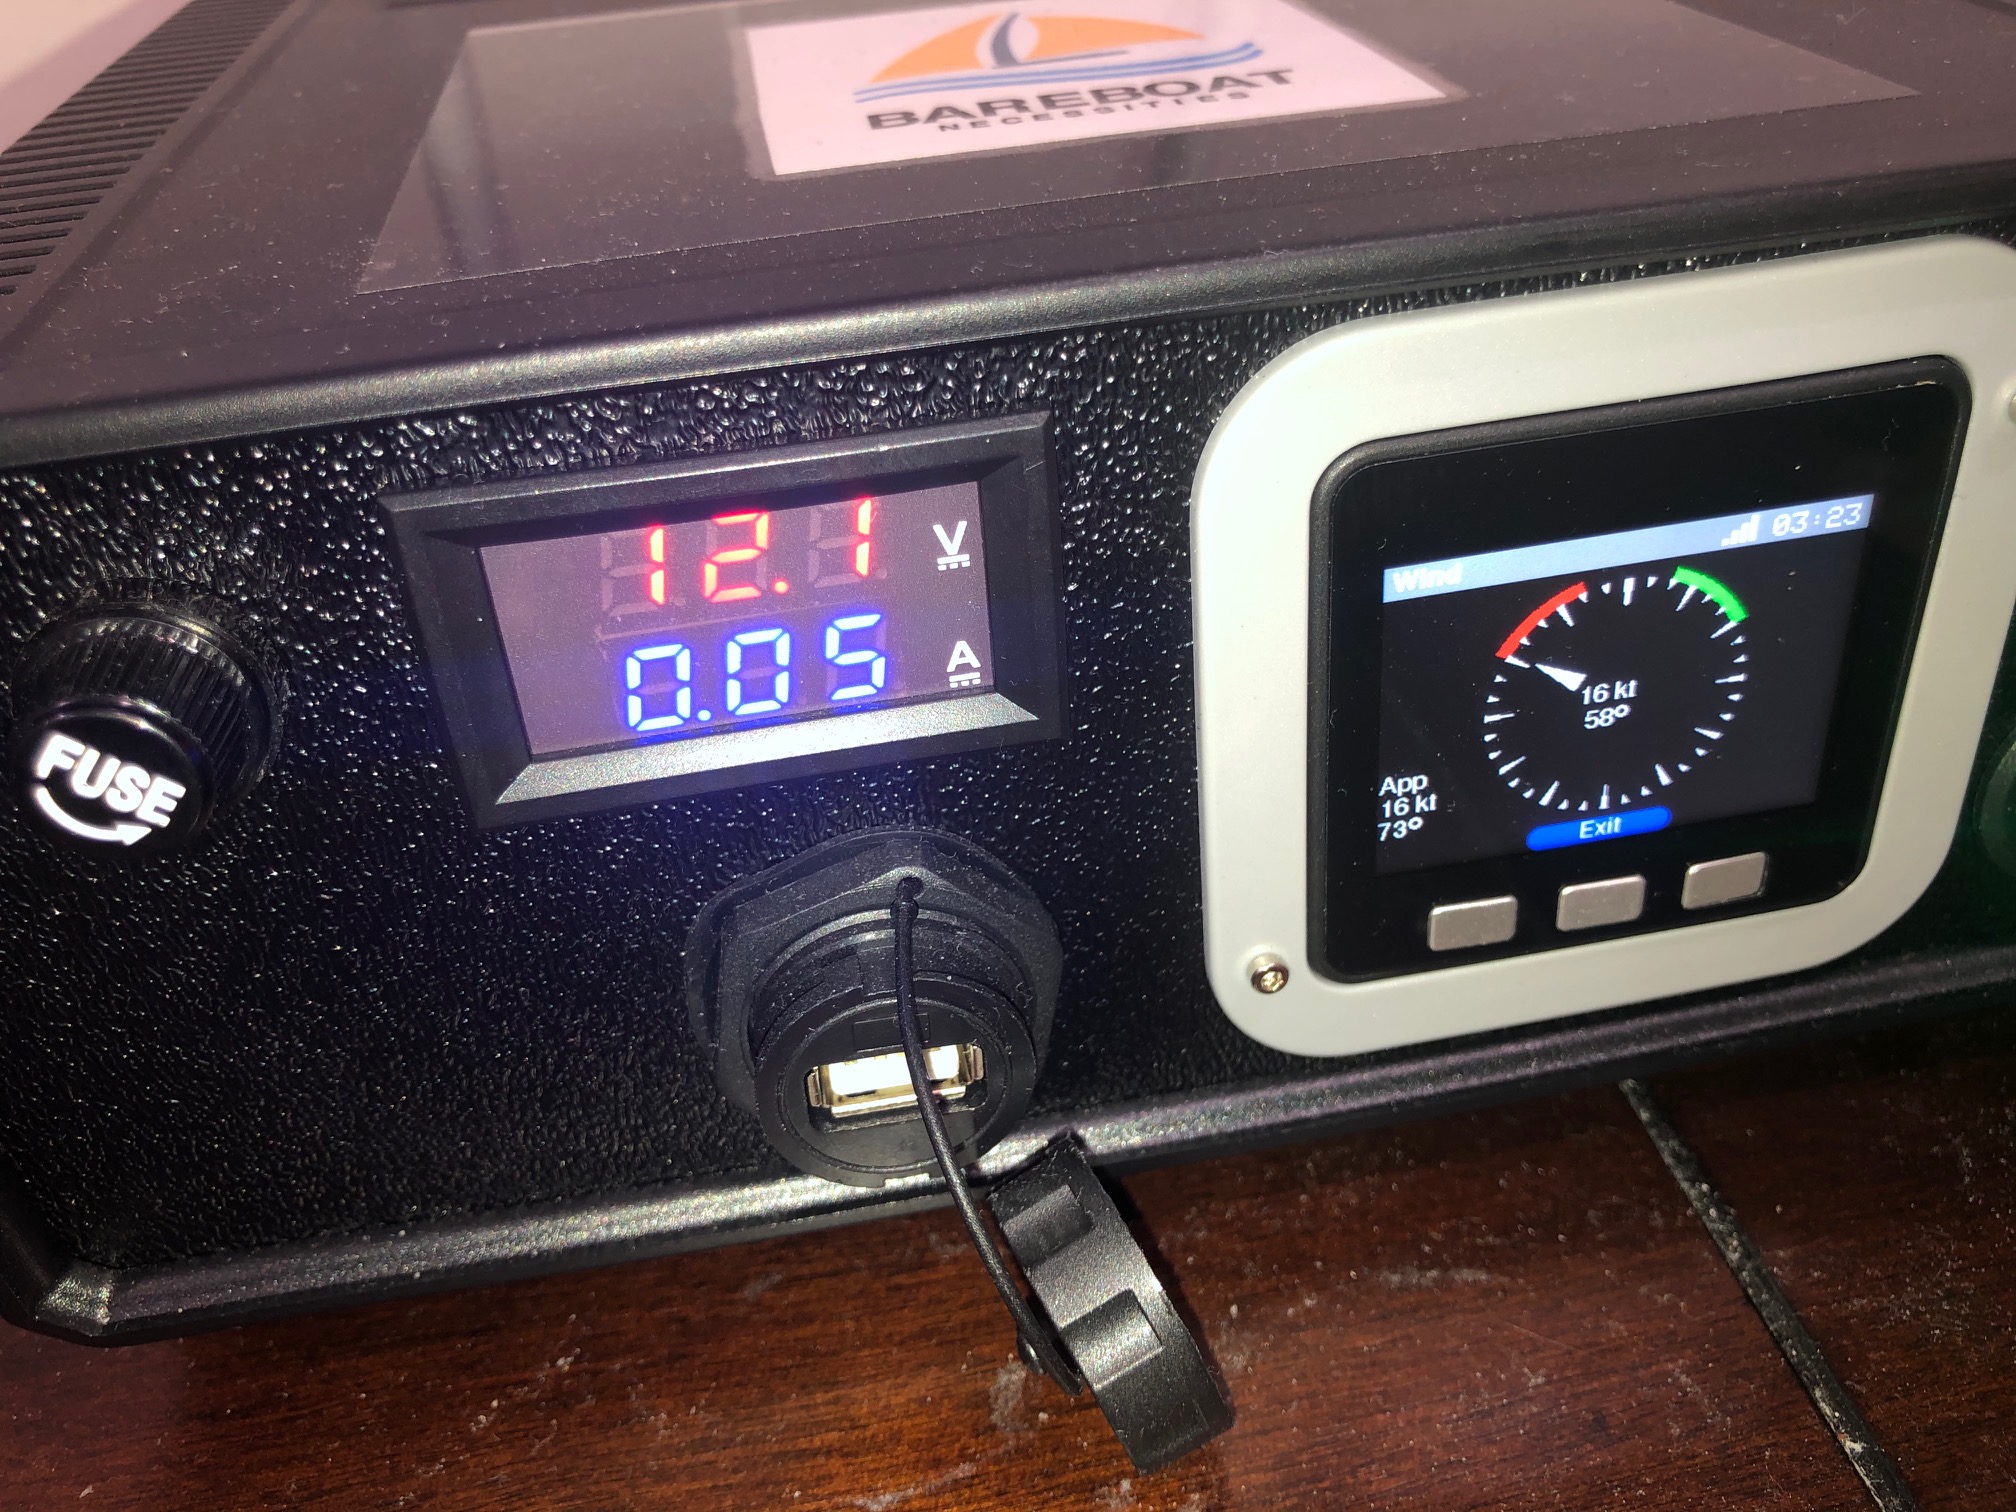 BAREBOAT
NECESSITIES
12.1 V
0.05 A
FUSE
Wind 03:23
16 kt
58°
App
16 kt
73°
Exit